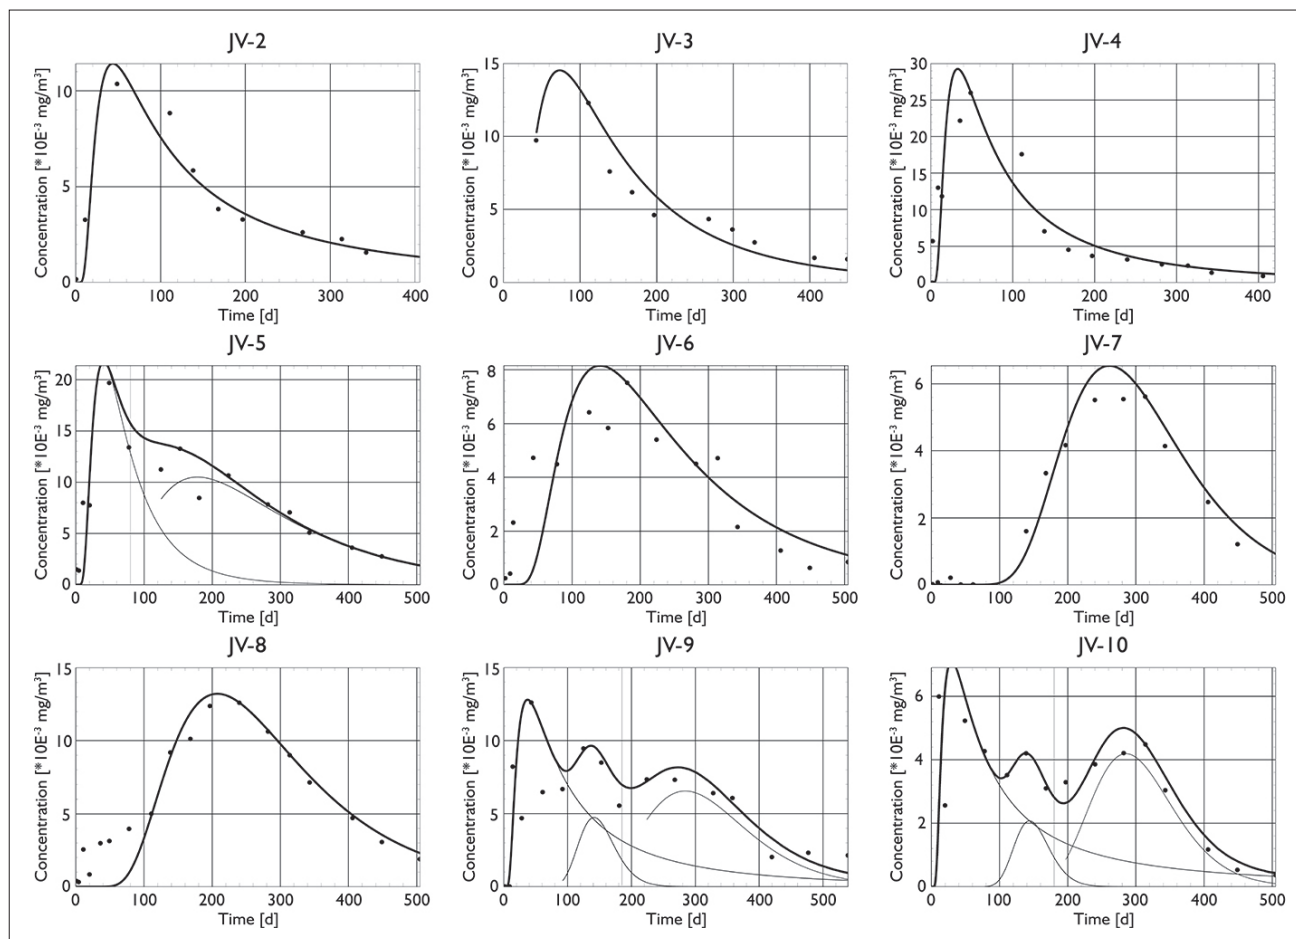 JV-2
Concentration [*10E⁻³ mg/m³]
10
5
0
0 100 200 300 400
Time [d]
JV-3
Concentration [*10E⁻³ mg/m³]
15
10
5
0
0 100 200 300 400
Time [d]
JV-4
Concentration [*10E⁻³ mg/m³]
30
25
20
15
10
5
0
0 100 200 300 400
Time [d]
JV-5
Concentration [*10E⁻³ mg/m³]
20
15
10
5
0
0 100 200 300 400 500
Time [d]
JV-6
Concentration [*10E⁻³ mg/m³]
8
6
4
2
0
0 100 200 300 400 500
Time [d]
JV-7
Concentration [*10E⁻³ mg/m³]
6
4
2
0
0 100 200 300 400 500
Time [d]
JV-8
Concentration [*10E⁻³ mg/m³]
15
10
5
0
0 100 200 300 400 500
Time [d]
JV-9
Concentration [*10E⁻³ mg/m³]
15
10
5
0
0 100 200 300 400 500
Time [d]
JV-10
Concentration [*10E⁻³ mg/m³]
6
4
2
0
0 100 200 300 400 500
Time [d]